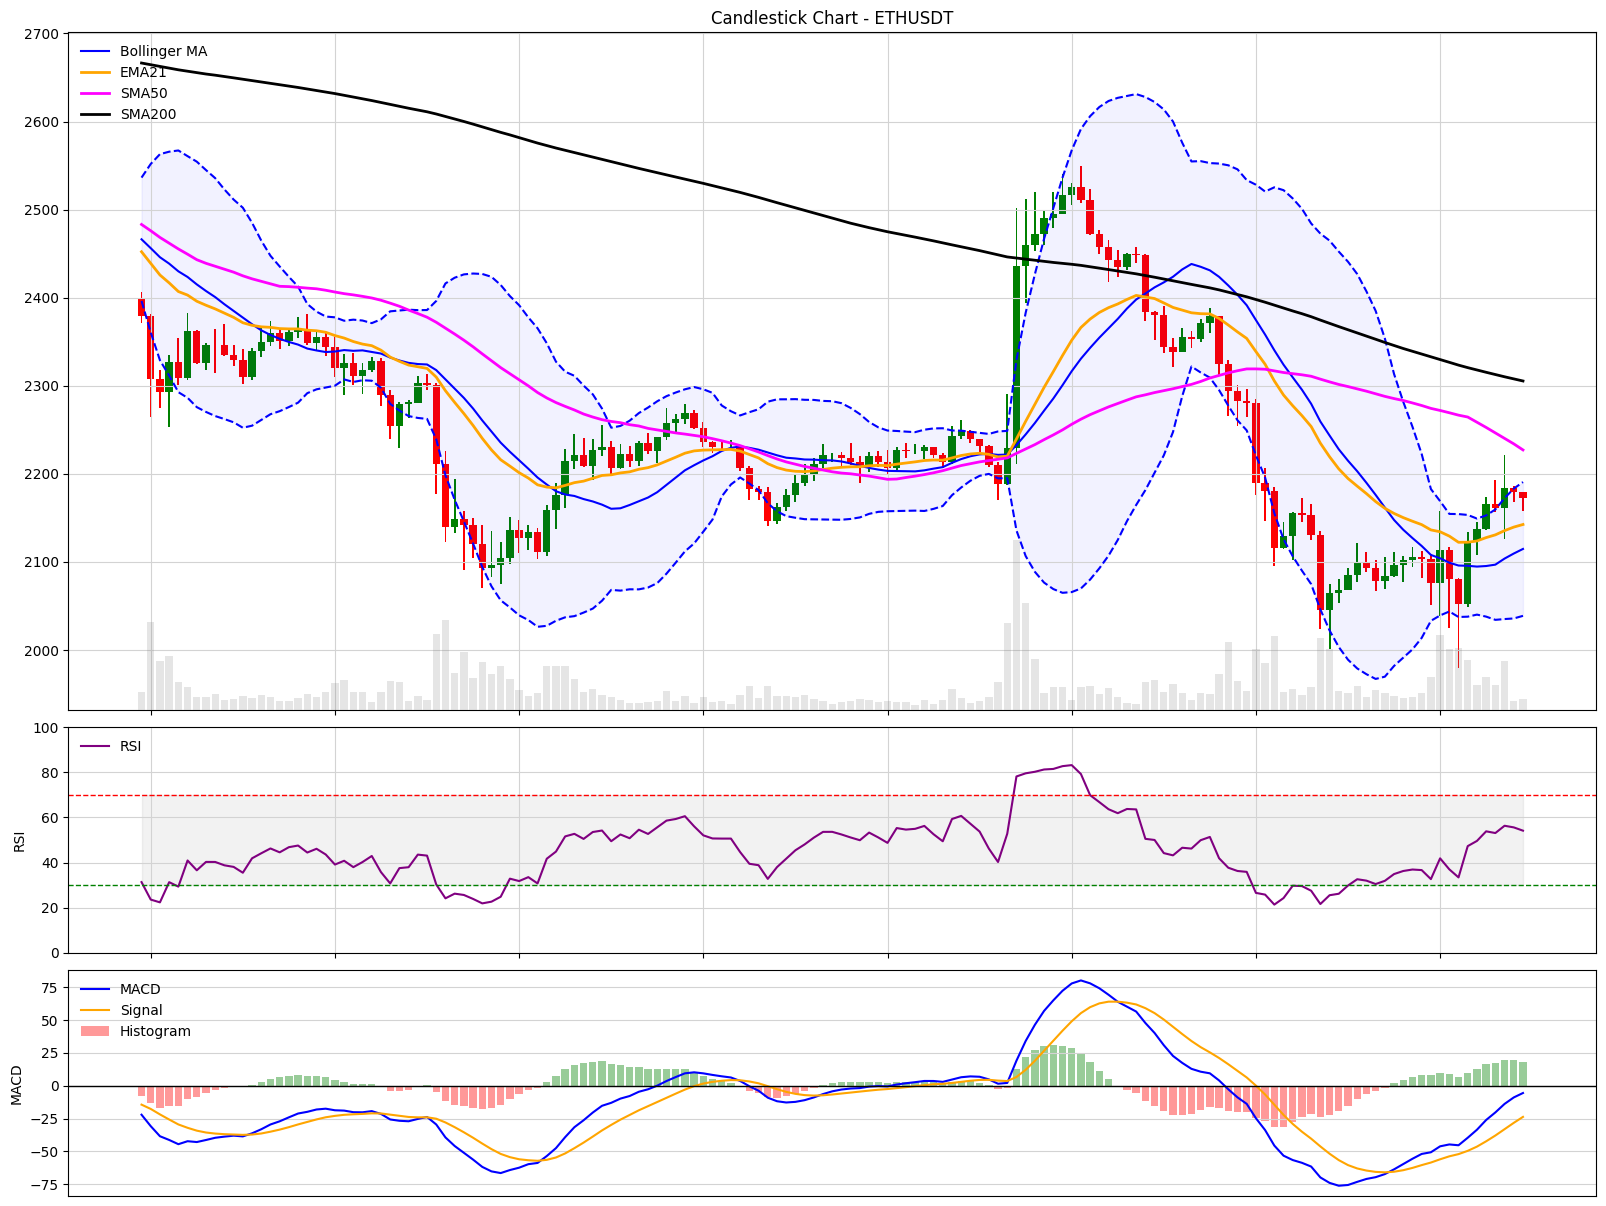 Candlestick Chart - ETHUSDT
2700
2600
2500
2400
2300
2200
2100
2000
Bollinger MA
EMA21
SMA50
SMA200
100
80
60
40
20
0
RSI
RSI
75
50
25
0
−25
−50
−75
MACD
MACD
Signal
Histogram